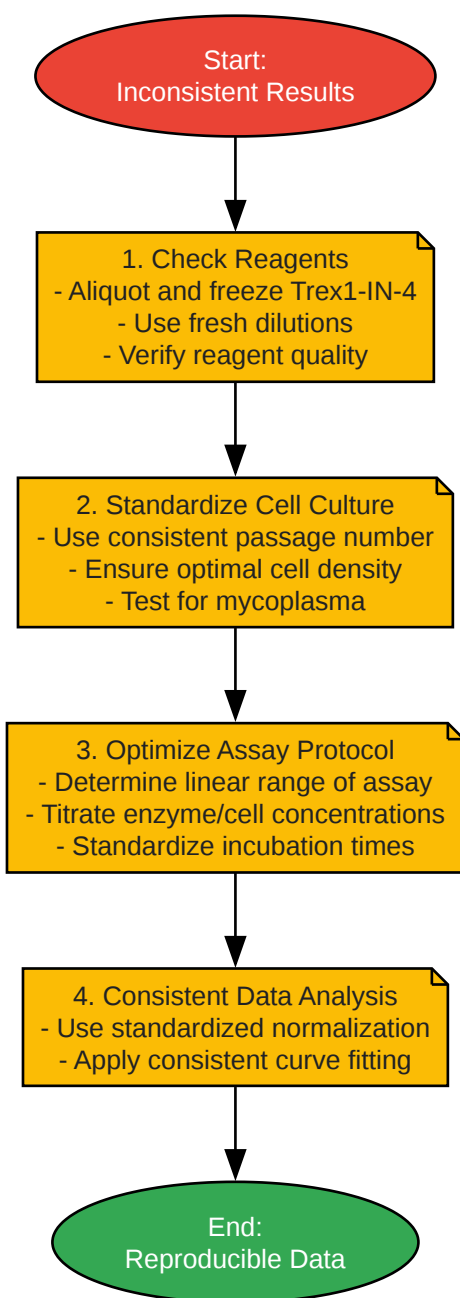 Start:
Inconsistent Results
1. Check Reagents
- Aliquot and freeze Trex1-IN-4
- Use fresh dilutions
- Verify reagent quality
2. Standardize Cell Culture
- Use consistent passage number
- Ensure optimal cell density
- Test for mycoplasma
3. Optimize Assay Protocol
- Determine linear range of assay
- Titrate enzyme/cell concentrations
- Standardize incubation times
4. Consistent Data Analysis
- Use standardized normalization
- Apply consistent curve fitting
End:
Reproducible Data